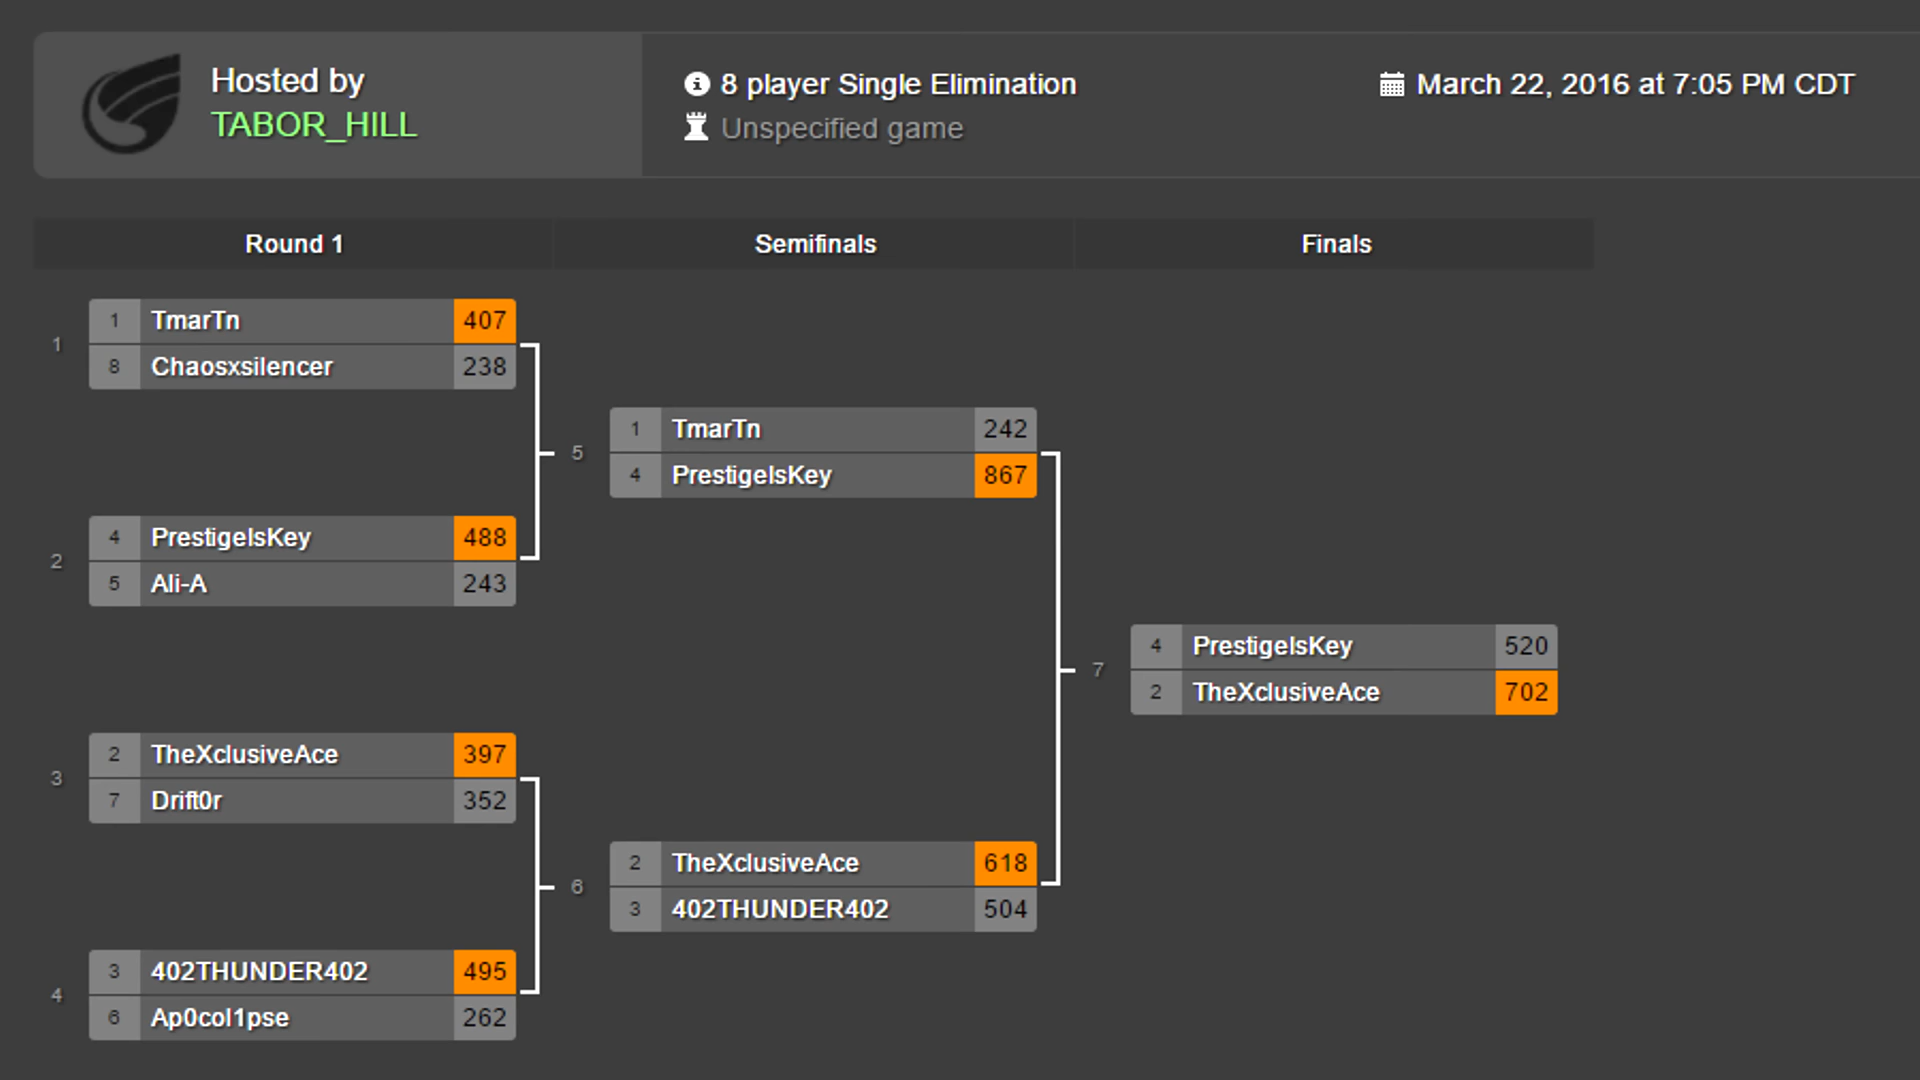 Hosted by
TABOR_HILL
8 player Single Elimination
Unspecified game
March 22, 2016 at 7:05 PM CDT
Round 1
Semifinals
Finals
1
1 TmarTn 407
8 Chaosxsilencer 238
2
4 PrestigeIsKey 488
5 Ali-A 243
3
2 TheXclusiveAce 397
7 Drift0r 352
4
3 402THUNDER402 495
6 Ap0col1pse 262
5
1 TmarTn 242
4 PrestigeIsKey 867
6
2 TheXclusiveAce 618
3 402THUNDER402 504
7
4 PrestigeIsKey 520
2 TheXclusiveAce 702